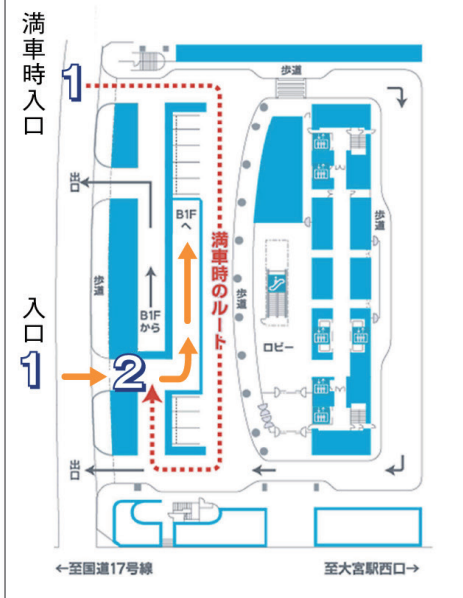 満車時入口
1
歩道
出口
B1Fへ
満車時のルート
歩道
歩道
歩道
B1Fから
ロビー
入口
1
2
出口
←至国道17号線
至大宮駅西口→